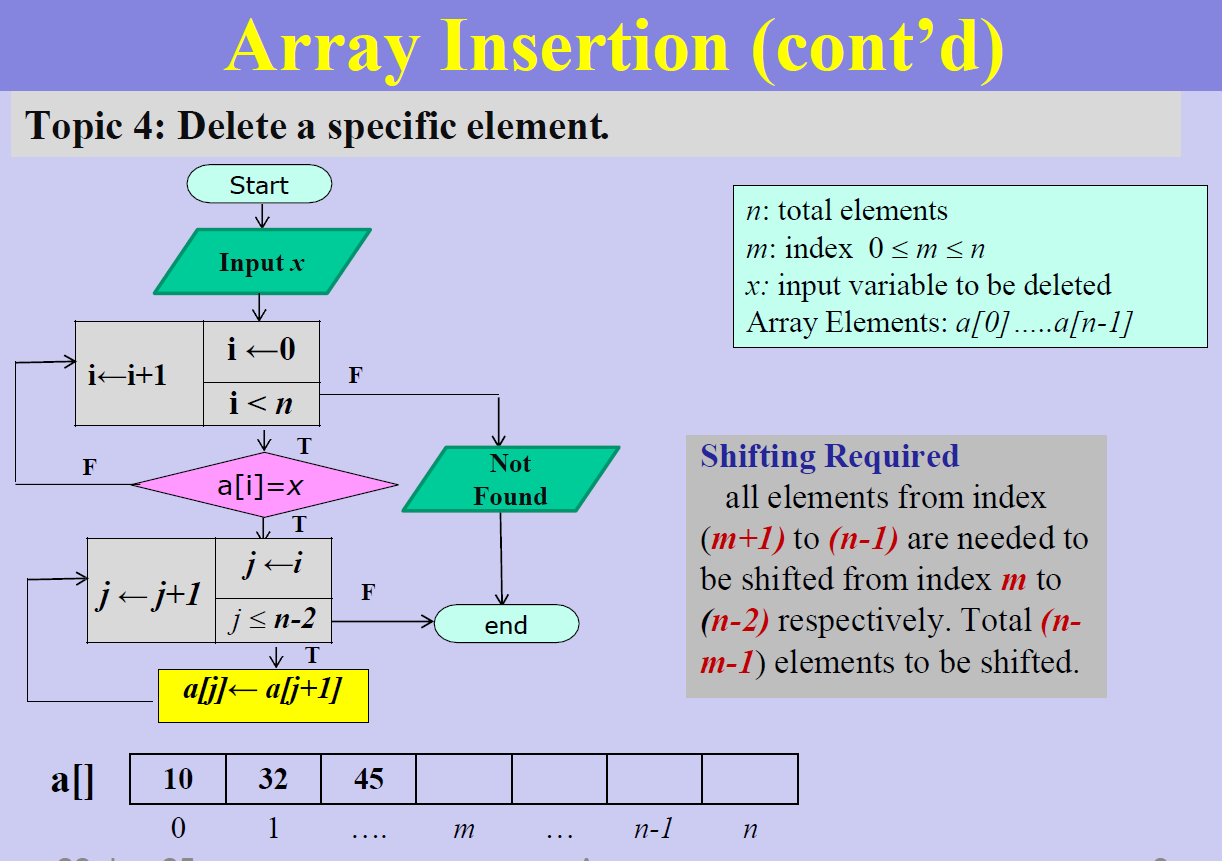 Array Insertion (cont’d)
Topic 4: Delete a specific element.
Start
Input x
i ←0
i←i+1
i < n
F
T
F
a[i]=x
T
Not
Found
j ←i
j ← j+1
j ≤ n-2
F
end
T
a[j]← a[j+1]
n: total elements
m: index 0 ≤ m ≤ n
x: input variable to be deleted
Array Elements: a[0]…..a[n-1]
Shifting Required
all elements from index
(m+1) to (n-1) are needed to
be shifted from index m to
(n-2) respectively. Total (n-
m-1) elements to be shifted.
a[] 10 32 45
0 1 …. m … n-1 n